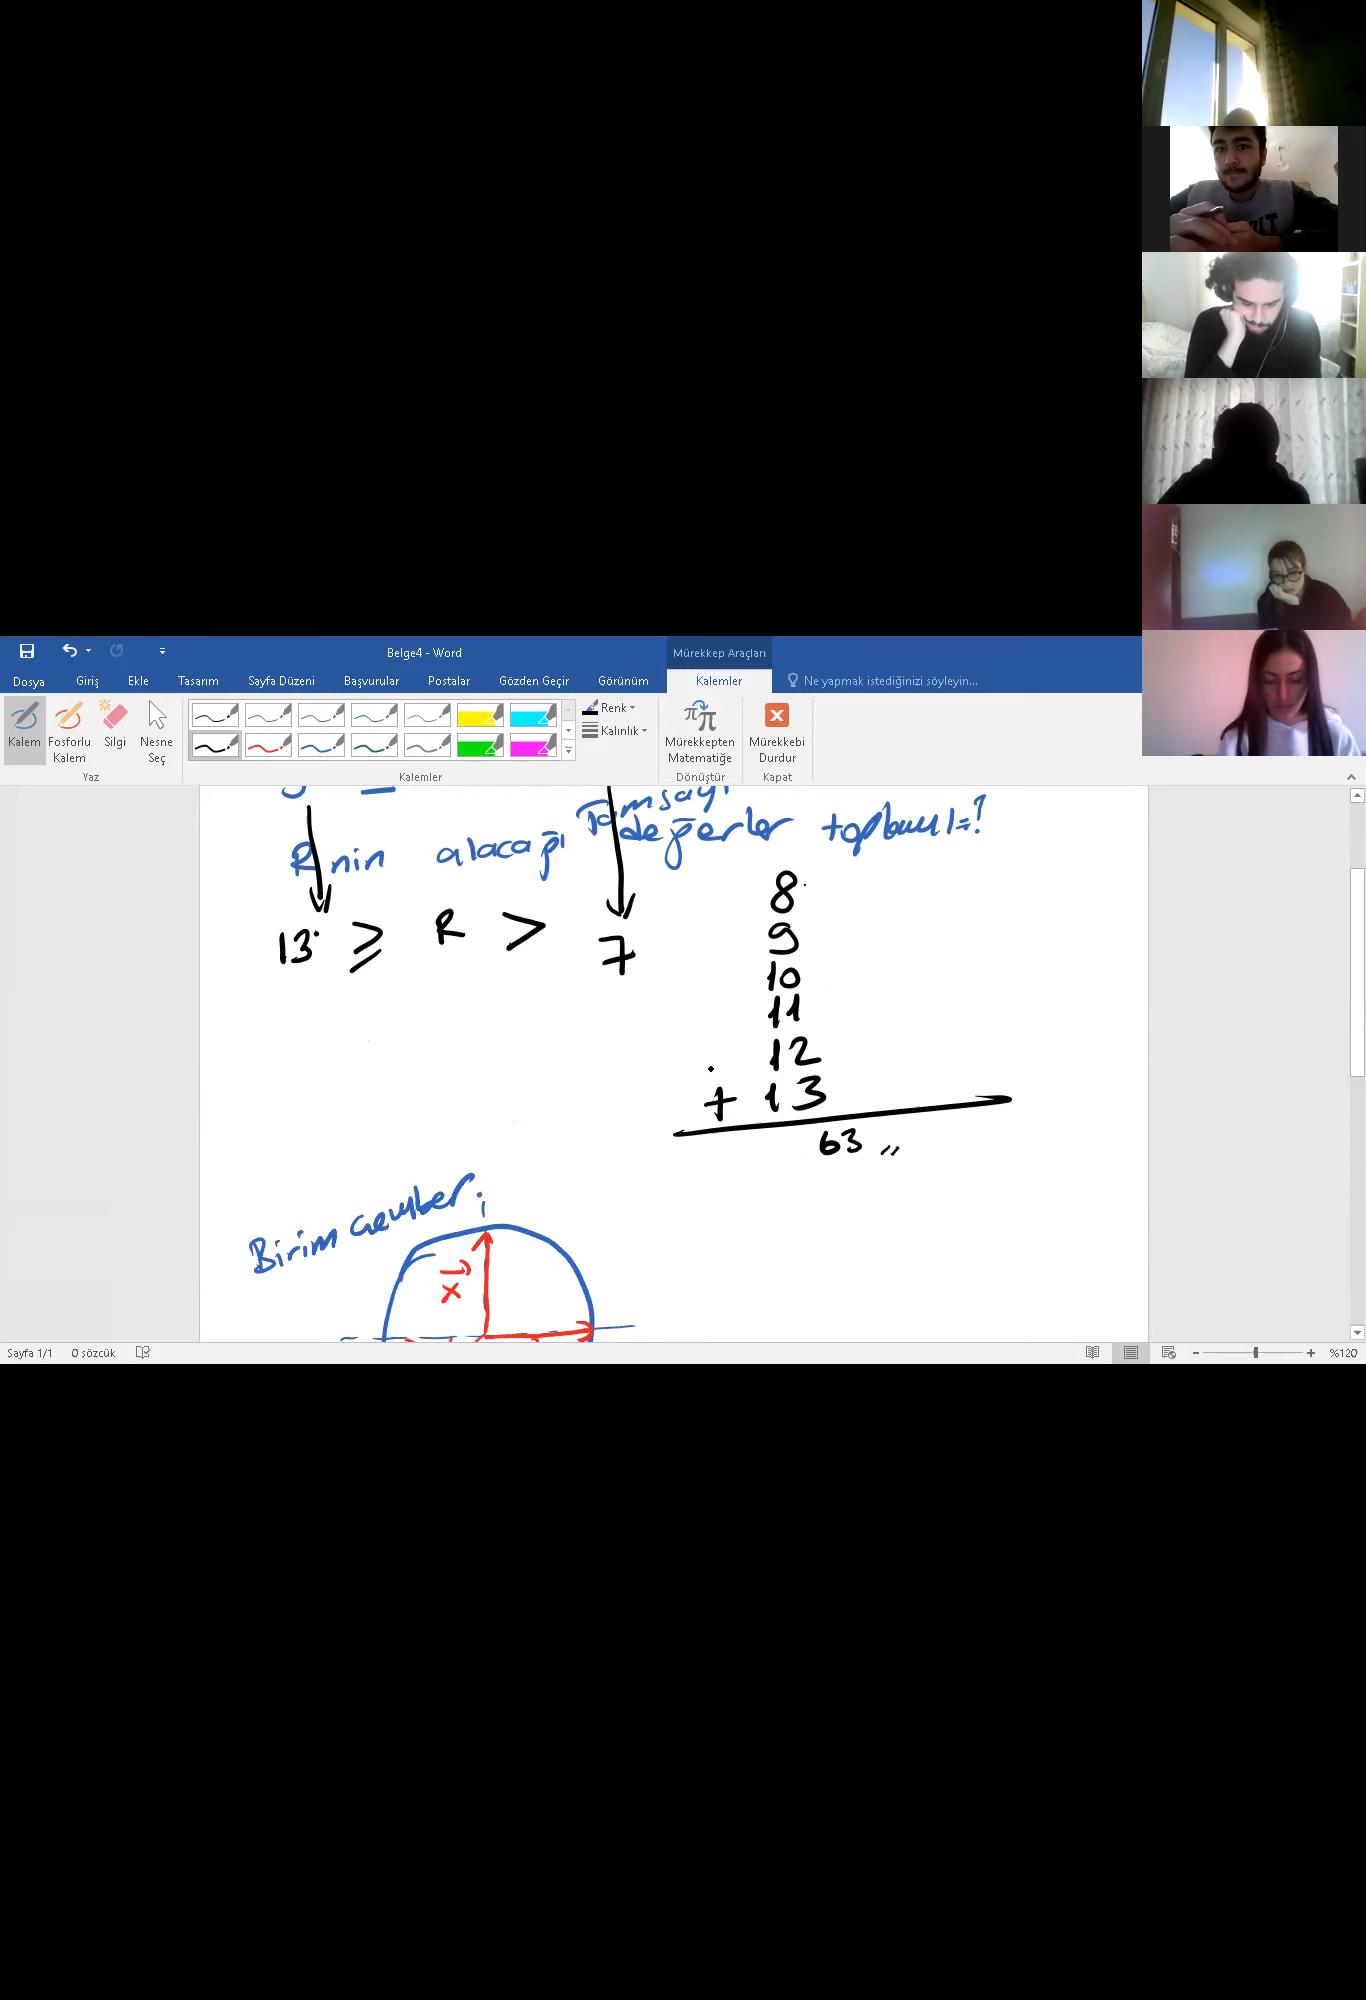 Belge4 - Word
Mürekkep Araçları
Dosya Giriş Ekle Tasarım Sayfa Düzeni Başvurular Postalar Gözden Geçir Görünüm Kalemler Ne yapmak istediğinizi söyleyin...
Kalem Fosforlu Kalem Silgi Nesne Seç
Renk
Kalınlık
Mürekkepten Matematiğe
Mürekkebi Durdur
Yaz Kalemler Dönüştür Kapat
Tamsayı
R nin alacağı değerler toplamı=?
13 ≥ R > 7
8
9
10
11
12
+ 13
63 ,,
Birim Çember;
x
Sayfa 1/1 0 sözcük %120